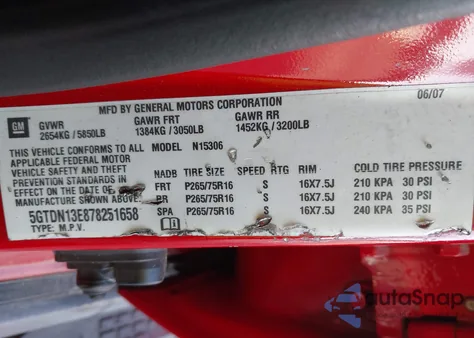 06/07
MFD BY GENERAL MOTORS CORPORATION
GM GVWR GAWR FRT GAWR RR
2654KG / 5850LB 1384KG / 3050LB 1452KG / 3200LB
THIS VEHICLE CONFORMS TO ALL MODEL N15306
APPLICABLE FEDERAL MOTOR
VEHICLE SAFETY AND THEFT NADB TIRE SIZE SPEED RTG RIM COLD TIRE PRESSURE
PREVENTION STANDARDS FRT P265/75R16 S 16X7.5J 210 KPA 30 PSI
IN EFFECT ON THE DATE OF
MANUFACTURE SHOWN ABOVE: RR P265/75R16 S 16X7.5J 210 KPA 30 PSI
5GTDN13E878251658 SPA P265/75R16 S 16X7.5J 240 KPA 35 PSI
TYPE: M.P.V.
autoSnap